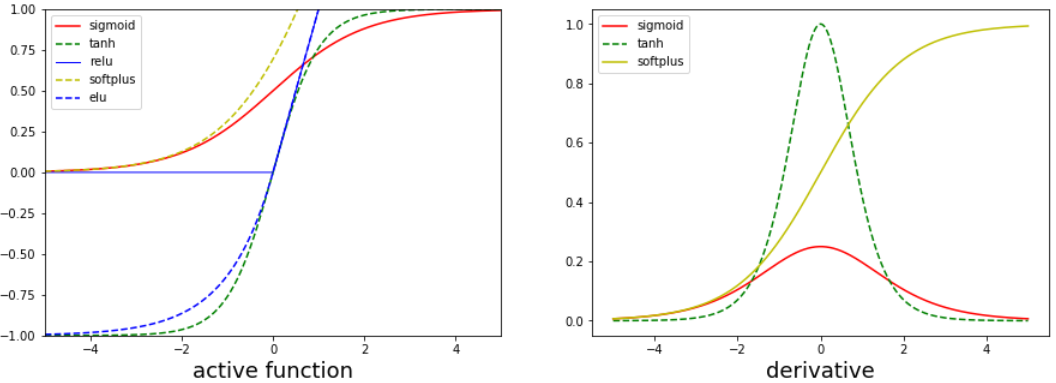 1.00
0.75
0.50
0.25
0.00
−0.25
−0.50
−0.75
−1.00
sigmoid
tanh
relu
softplus
elu
−4 −2 0 2 4
active function
1.0
0.8
0.6
0.4
0.2
0.0
sigmoid
tanh
softplus
−4 −2 0 2 4
derivative